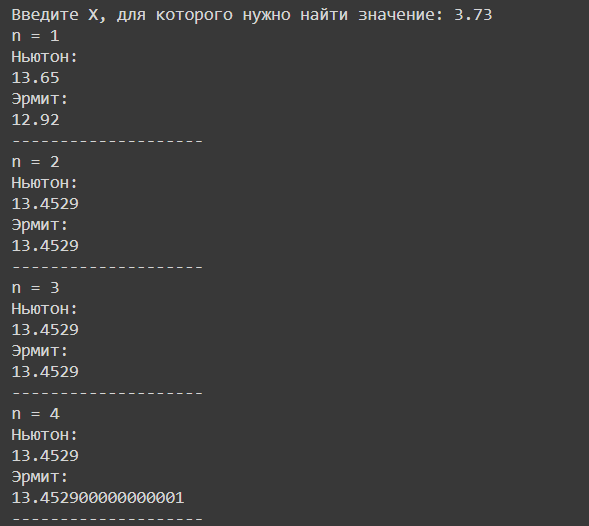 Введите X, для которого нужно найти значение: 3.73
n = 1
Ньютон:
13.65
Эрмит:
12.92
--------------------
n = 2
Ньютон:
13.4529
Эрмит:
13.4529
--------------------
n = 3
Ньютон:
13.4529
Эрмит:
13.4529
--------------------
n = 4
Ньютон:
13.4529
Эрмит:
13.452900000000001
--------------------